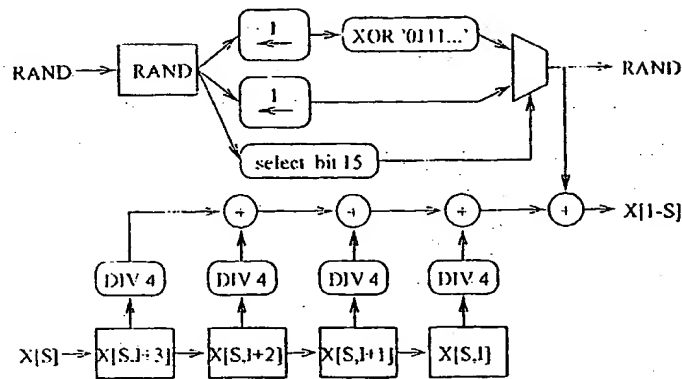 1
XOR '0111...'
RAND
RAND
RAND
1
select bit 15
+
+
+
+
X[1-S]
DIV 4
DIV 4
DIV 4
DIV 4
X[S]
X[S,I+3]
X[S,I+2]
X[S,I+1]
X[S,I]